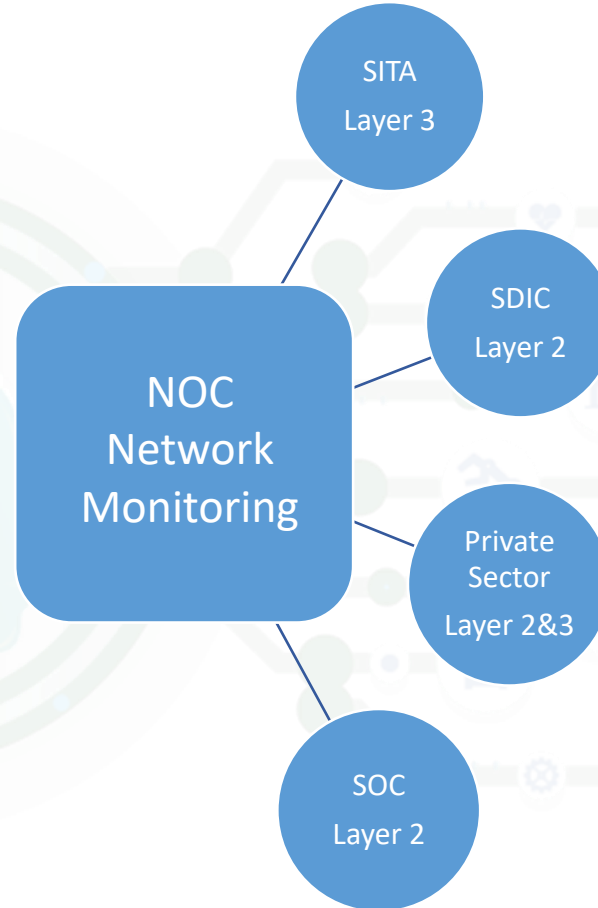 SITA
Layer 3
SDIC
Layer 2
NOC
Network
Monitoring
Private
Sector
Layer 2&3
SOC
Layer 2